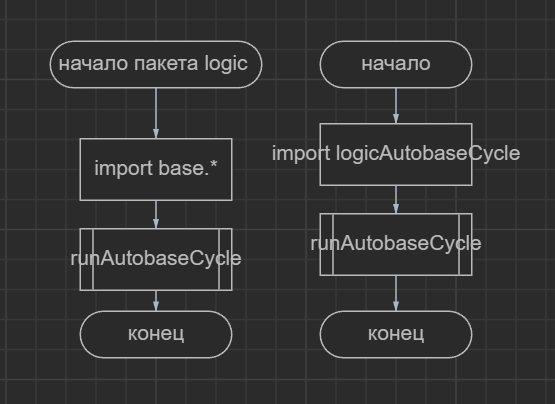 начало пакета logic
import base.*
runAutobaseCycle
конец
начало
import logicAutobaseCycle
runAutobaseCycle
конец